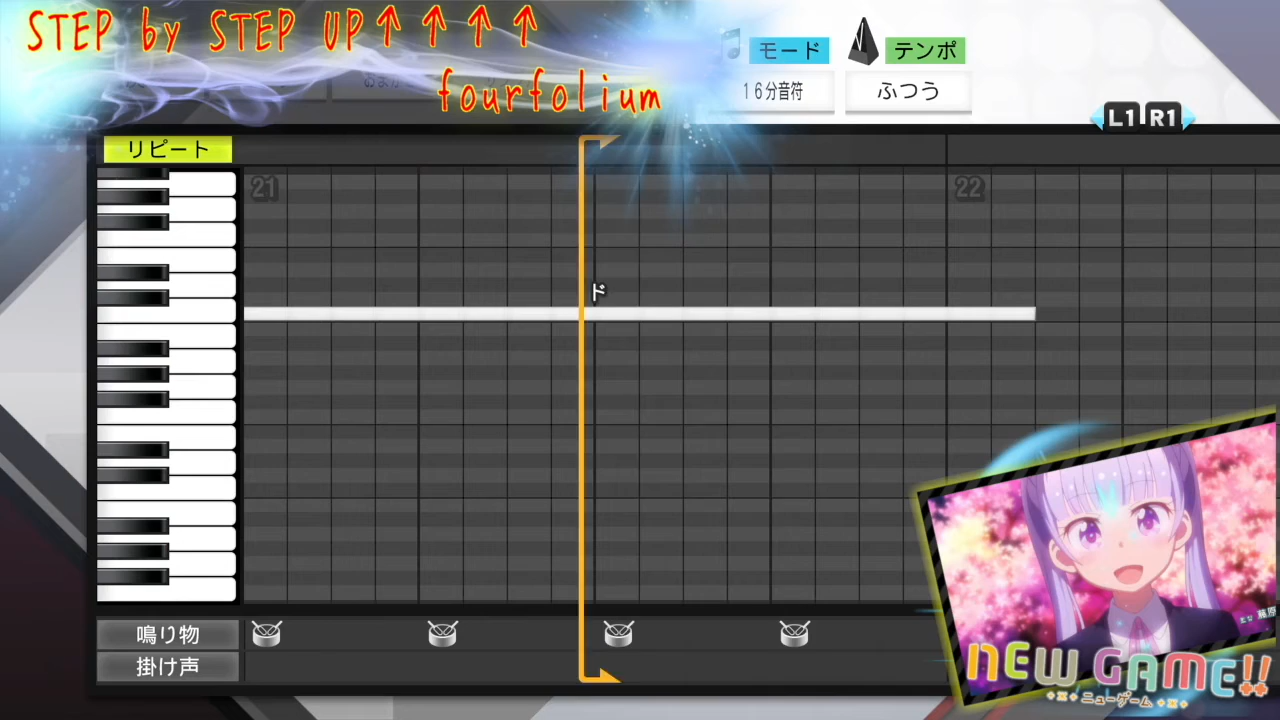 STEP by STEP UP↑↑↑↑
fourfolium
モード
テンポ
16分音符
ふつう
L1 R1
リピート
21
22
ド
鳴り物
掛け声
NEW GAME!!
ニューゲーム